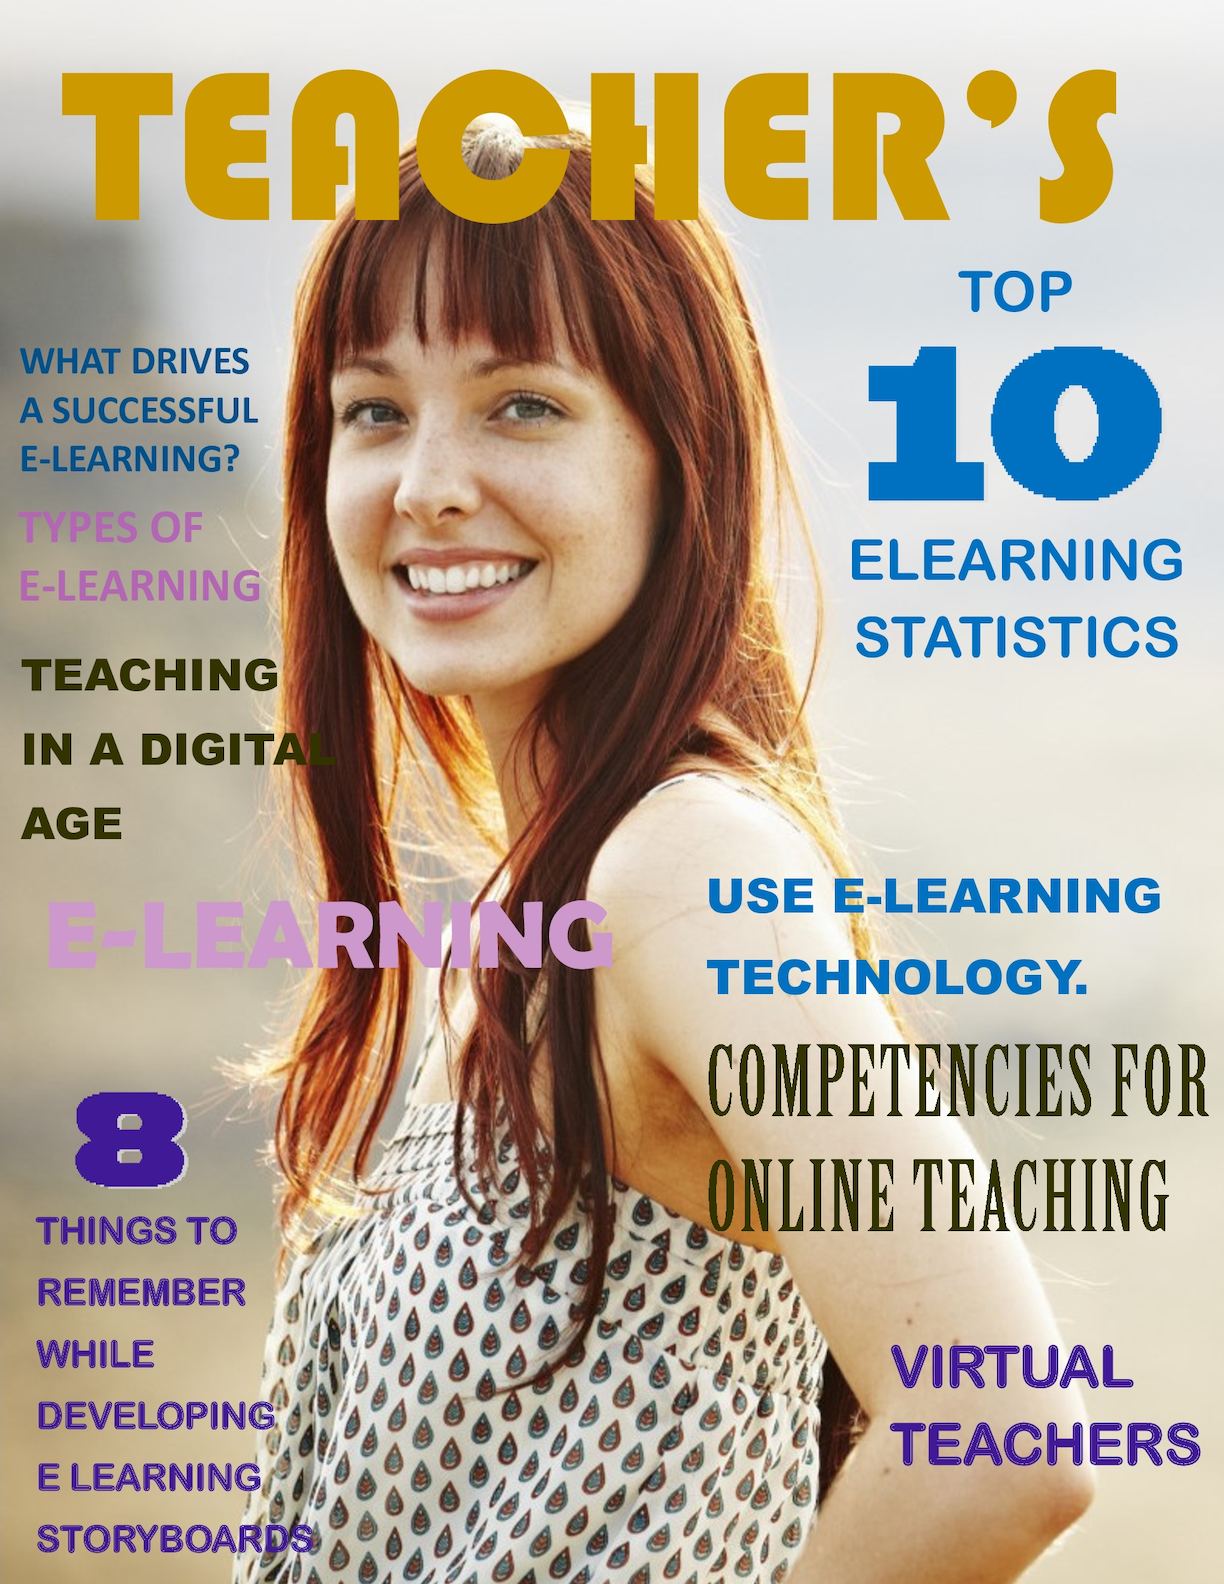 TEACHER'S
TOP
10
ELEARNING
STATISTICS
WHAT DRIVES
A SUCCESSFUL
E-LEARNING?
TYPES OF
E-LEARNING
TEACHING
IN A DIGITAL
AGE
E-LEARNING
USE E-LEARNING
TECHNOLOGY.
COMPETENCIES FOR
ONLINE TEACHING
8
THINGS TO
REMEMBER
WHILE
DEVELOPING
E LEARNING
STORYBOARDS
VIRTUAL
TEACHERS